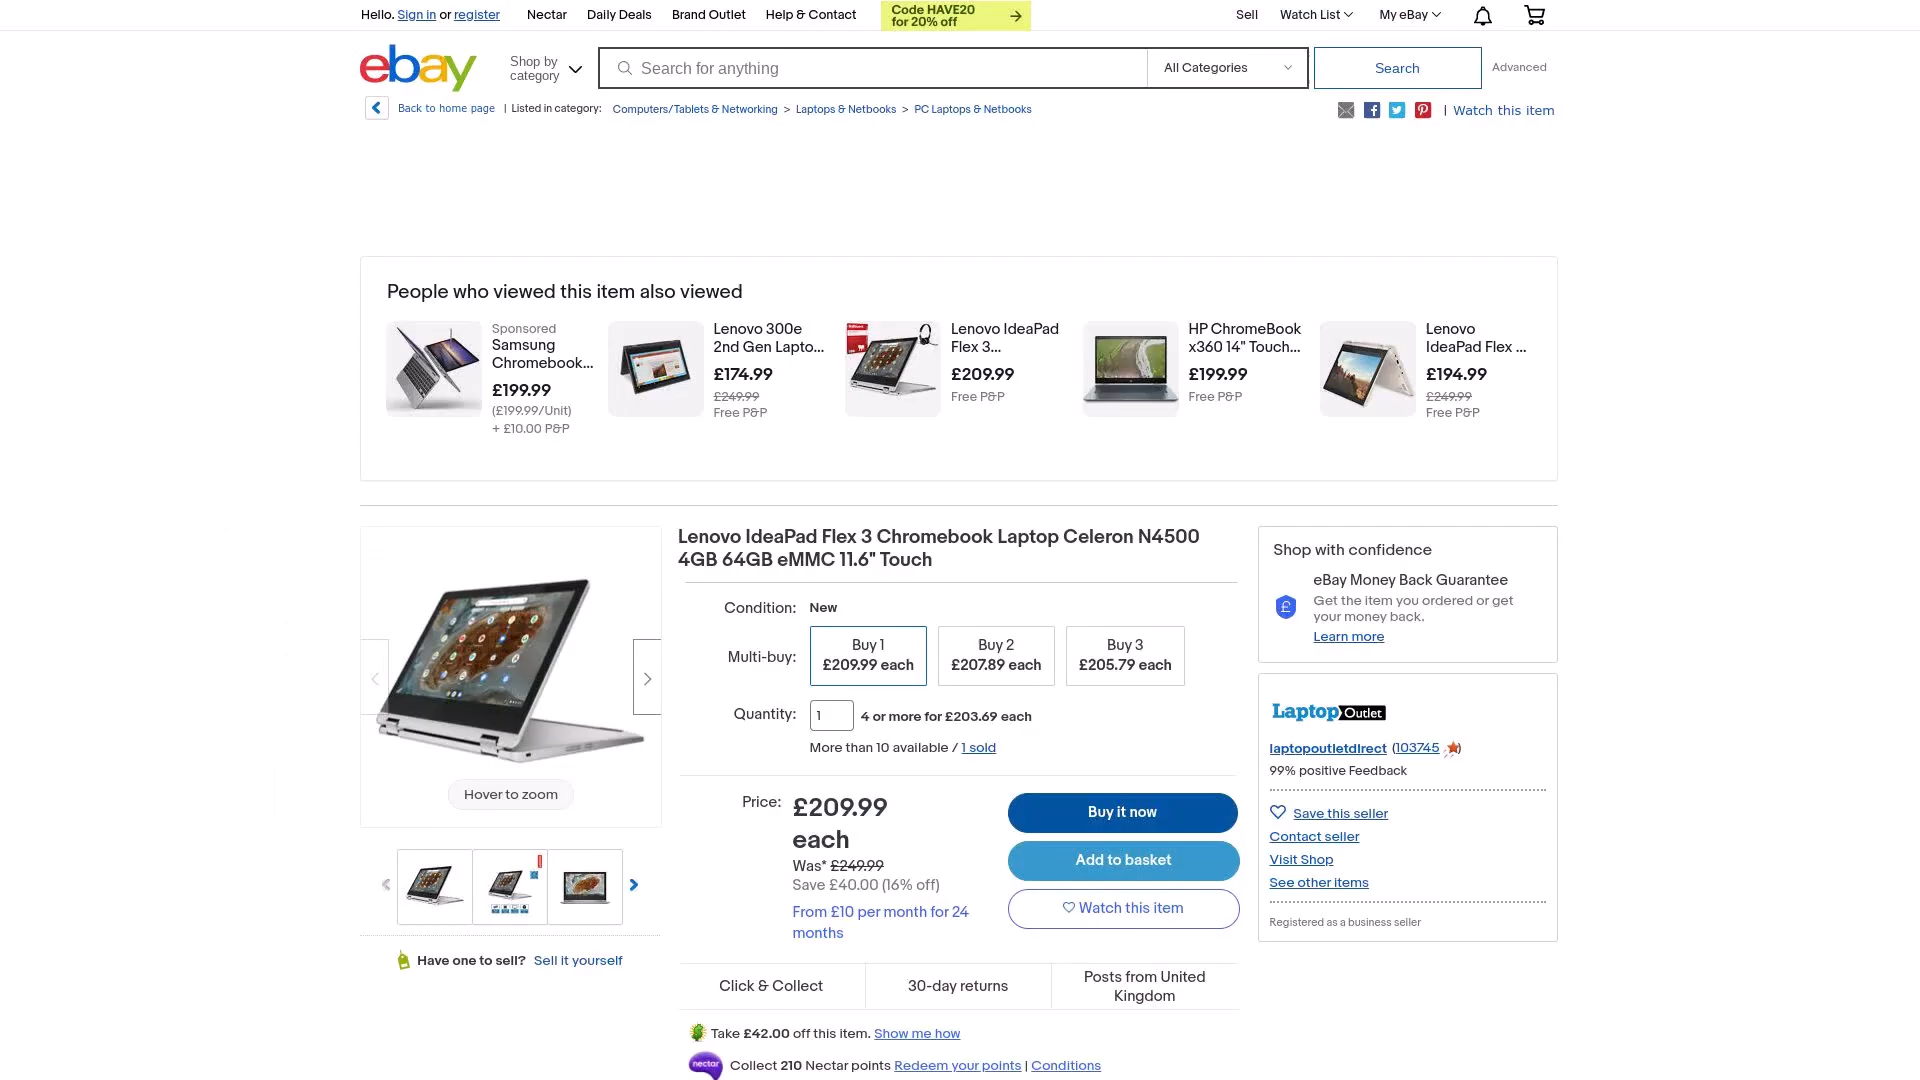 Hello. Sign in or register
Nectar
Daily Deals
Brand Outlet
Help & Contact
Code HAVE20
for 20% off
Sell
Watch List
My eBay
ebay
Shop by
category
Search for anything
All Categories
Search
Advanced
Back to home page
| Listed in category:
Computers/Tablets & Networking > Laptops & Netbooks > PC Laptops & Netbooks
| Watch this item
People who viewed this item also viewed
Sponsored
Samsung
Chromebook...
£199.99
(£199.99/Unit)
+ £10.00 P&P
Lenovo 300e
2nd Gen Lapto...
£174.99
£249.99
Free P&P
Lenovo IdeaPad
Flex 3...
£209.99
Free P&P
HP ChromeBook
x360 14" Touch...
£199.99
Free P&P
Lenovo
IdeaPad Flex ...
£194.99
£249.99
Free P&P
Hover to zoom
Have one to sell? Sell it yourself
Lenovo IdeaPad Flex 3 Chromebook Laptop Celeron N4500
4GB 64GB eMMC 11.6" Touch
Condition: New
Multi-buy:
Buy 1
£209.99 each
Buy 2
£207.89 each
Buy 3
£205.79 each
Quantity: 1 4 or more for £203.69 each
More than 10 available / 1 sold
Price: £209.99
each
Was* £249.99
Save £40.00 (16% off)
From £10 per month for 24
months
Buy it now
Add to basket
Watch this item
Click & Collect
30-day returns
Posts from United
Kingdom
Take £42.00 off this item. Show me how
nectar Collect 210 Nectar points Redeem your points | Conditions
Shop with confidence
eBay Money Back Guarantee
Get the item you ordered or get
your money back.
Learn more
Laptop Outlet
laptopoutletdirect (103745)
99% positive Feedback
Save this seller
Contact seller
Visit Shop
See other items
Registered as a business seller